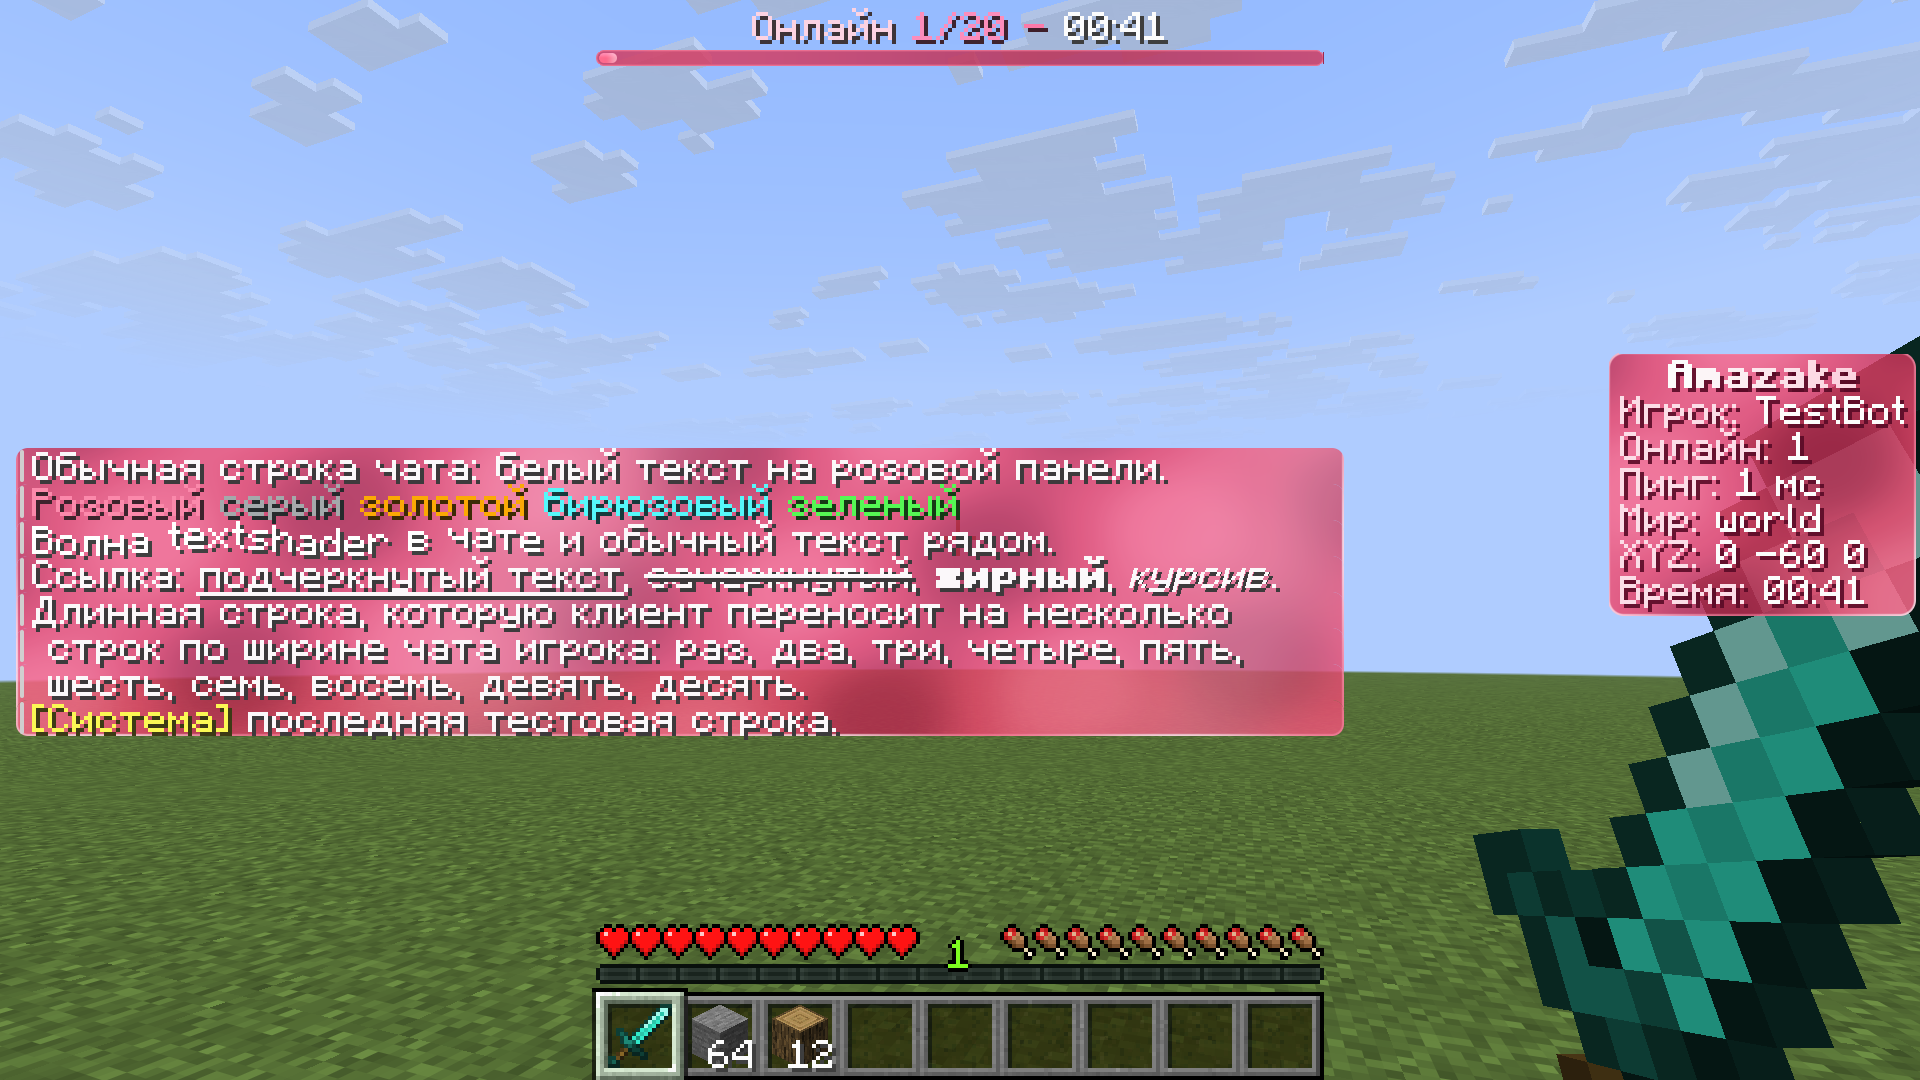 Онлайн 1/20 - 00:41
Обычная строка чата: белый текст на розовой панели.
Розовый серый золотой бирюзовый зеленый
Волна textshader в чате и обычный текст рядом.
Ссылка: подчеркнутый текст, зачеркнутый, жирный, курсив.
Длинная строка, которую клиент переносит на несколько
строк по ширине чата игрока: раз, два, три, четыре, пять,
шесть, семь, восемь, девять, десять.
[Система] последняя тестовая строка.
Amazake
Игрок: TestBot
Онлайн: 1
Пинг: 1 мс
Мир: world
XYZ: 0 -60 0
Время: 00:41
1
64
12